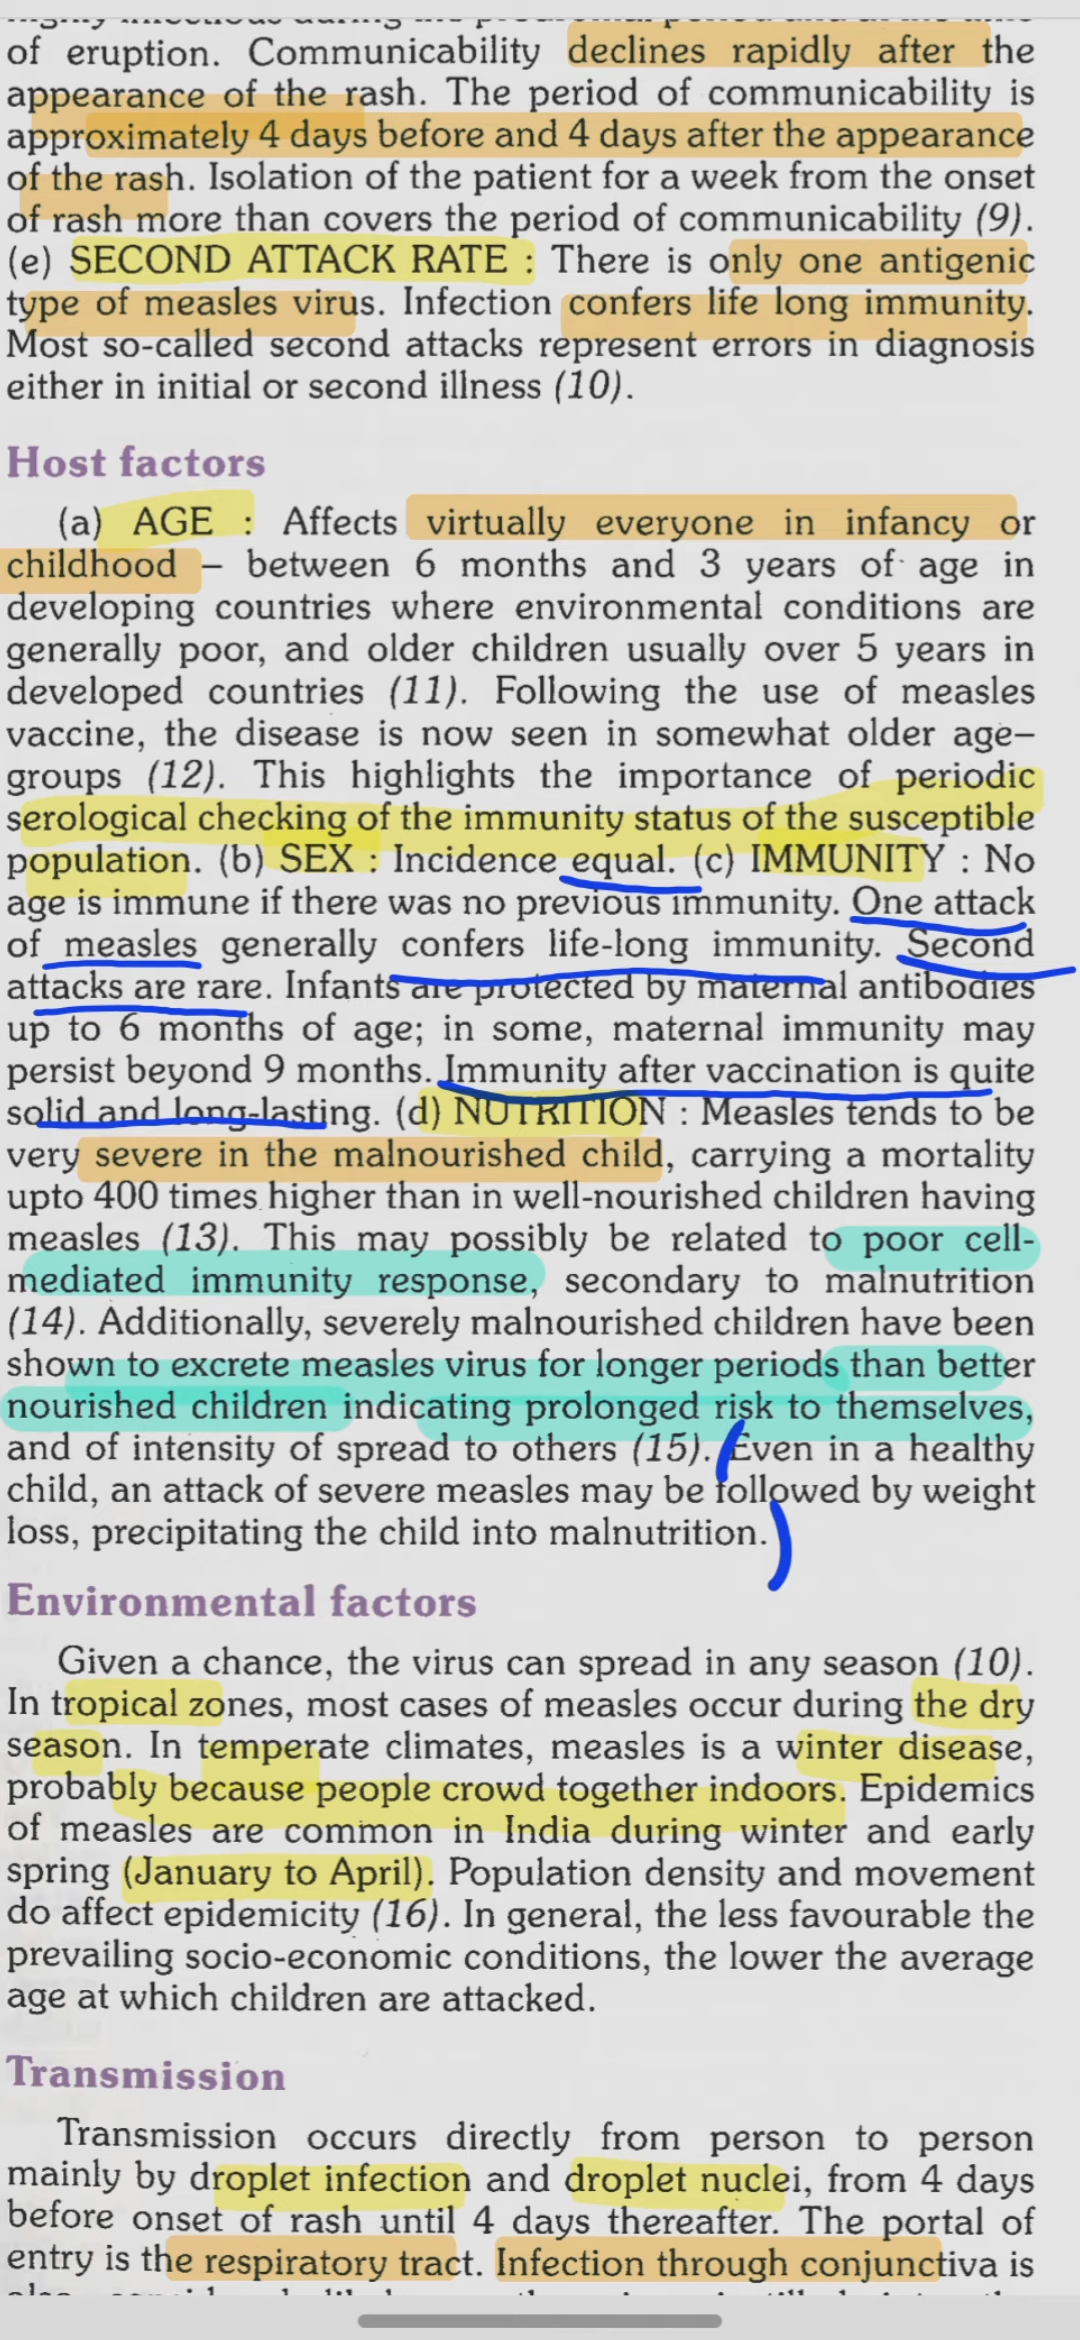 of eruption. Communicability declines rapidly after the
appearance of the rash. The period of communicability is
approximately 4 days before and 4 days after the appearance
of the rash. Isolation of the patient for a week from the onset
of rash more than covers the period of communicability (9).
(e) SECOND ATTACK RATE : There is only one antigenic
type of measles virus. Infection confers life long immunity.
Most so-called second attacks represent errors in diagnosis
either in initial or second illness (10).
Host factors
(a) AGE : Affects virtually everyone in infancy or
childhood – between 6 months and 3 years of age in
developing countries where environmental conditions are
generally poor, and older children usually over 5 years in
developed countries (11). Following the use of measles
vaccine, the disease is now seen in somewhat older age–
groups (12). This highlights the importance of periodic
serological checking of the immunity status of the susceptible
population. (b) SEX : Incidence equal. (c) IMMUNITY : No
age is immune if there was no previous immunity. One attack
of measles generally confers life-long immunity. Second
attacks are rare. Infants are protected by maternal antibodies
up to 6 months of age; in some, maternal immunity may
persist beyond 9 months. Immunity after vaccination is quite
solid and long-lasting. (d) NUTRITION : Measles tends to be
very severe in the malnourished child, carrying a mortality
upto 400 times higher than in well-nourished children having
measles (13). This may possibly be related to poor cell-
mediated immunity response, secondary to malnutrition
(14). Additionally, severely malnourished children have been
shown to excrete measles virus for longer periods than better
nourished children indicating prolonged risk to themselves,
and of intensity of spread to others (15). Even in a healthy
child, an attack of severe measles may be followed by weight
loss, precipitating the child into malnutrition.
Environmental factors
Given a chance, the virus can spread in any season (10).
In tropical zones, most cases of measles occur during the dry
season. In temperate climates, measles is a winter disease,
probably because people crowd together indoors. Epidemics
of measles are common in India during winter and early
spring (January to April). Population density and movement
do affect epidemicity (16). In general, the less favourable the
prevailing socio-economic conditions, the lower the average
age at which children are attacked.
Transmission
Transmission occurs directly from person to person
mainly by droplet infection and droplet nuclei, from 4 days
before onset of rash until 4 days thereafter. The portal of
entry is the respiratory tract. Infection through conjunctiva is